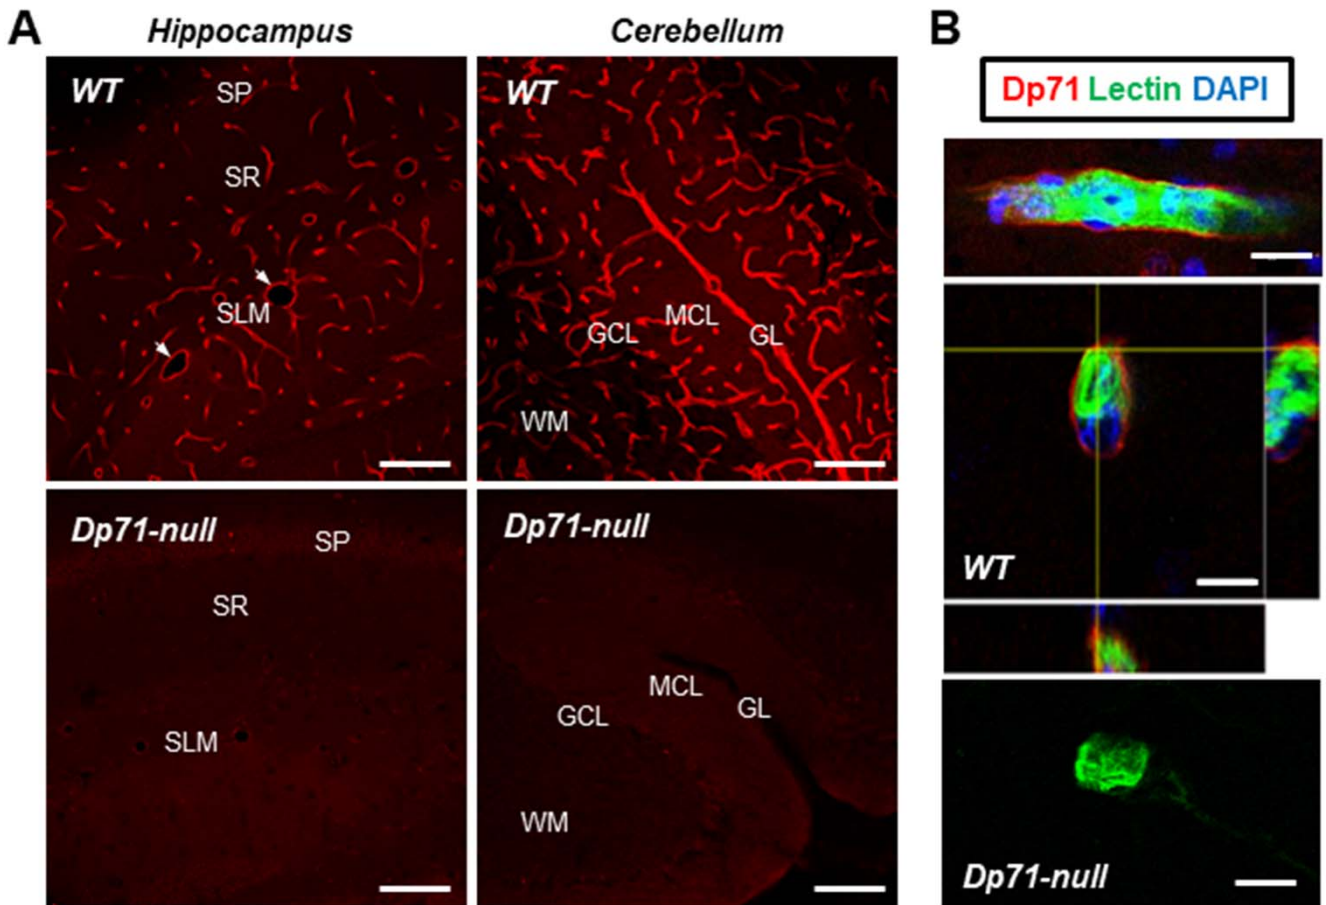 A
Hippocampus
Cerebellum
WT
SP
SR
SLM
WT
GCL
MCL
GL
WM
Dp71-null
SP
SR
SLM
Dp71-null
MCL
GCL
GL
WM
B
Dp71 Lectin DAPI
WT
Dp71-null